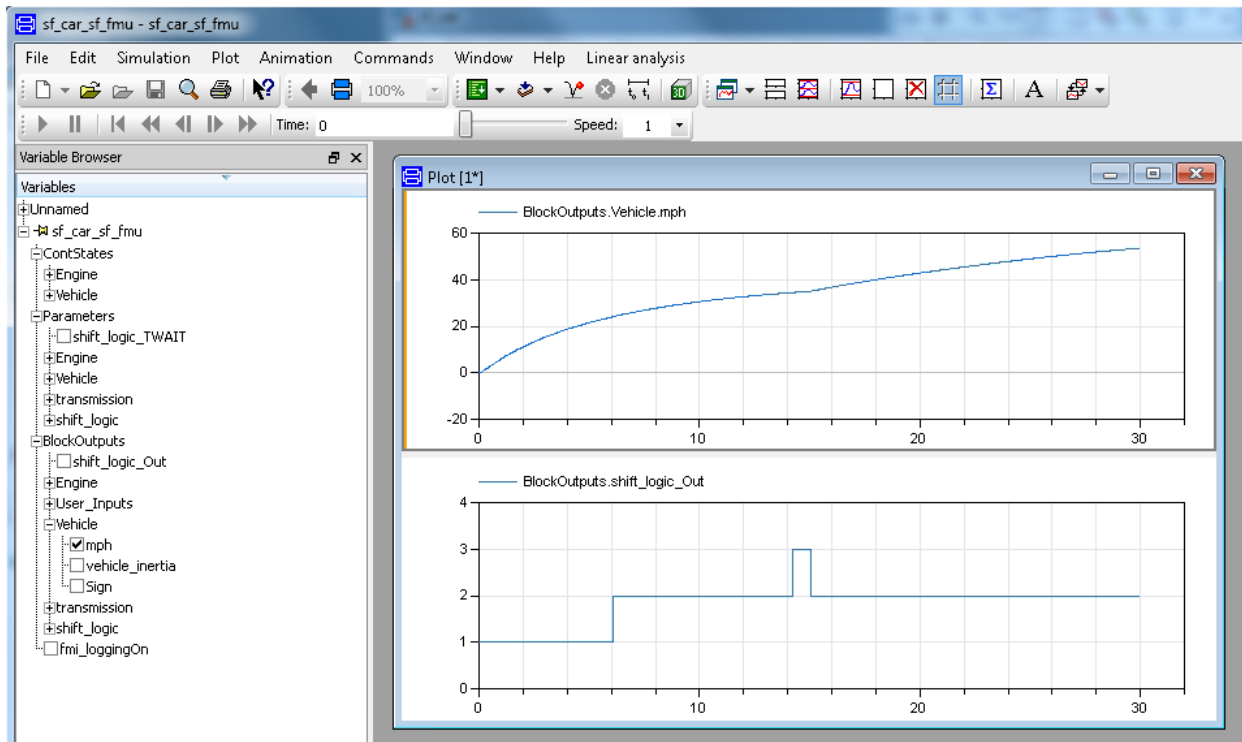 sf_car_sf_fmu - sf_car_sf_fmu
File Edit Simulation Plot Animation Commands Window Help Linear analysis
100% 3D Σ A
Time: 0 Speed: 1
Variable Browser
Variables
Unnamed
sf_car_sf_fmu
ContStates
Engine
Vehicle
Parameters
shift_logic_TWAIT
Engine
Vehicle
transmission
shift_logic
BlockOutputs
shift_logic_Out
Engine
User_Inputs
Vehicle
mph
vehicle_inertia
Sign
transmission
shift_logic
fmi_loggingOn
Plot [1*]
BlockOutputs.Vehicle.mph
60
40
20
0
-20
0 10 20 30
BlockOutputs.shift_logic_Out
4
3
2
1
0
0 10 20 30